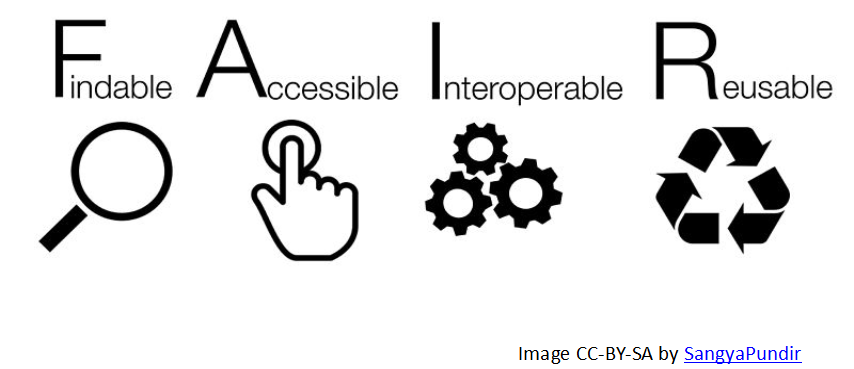 Findable Accessible Interoperable Reusable
Image CC-BY-SA by SangyaPundir